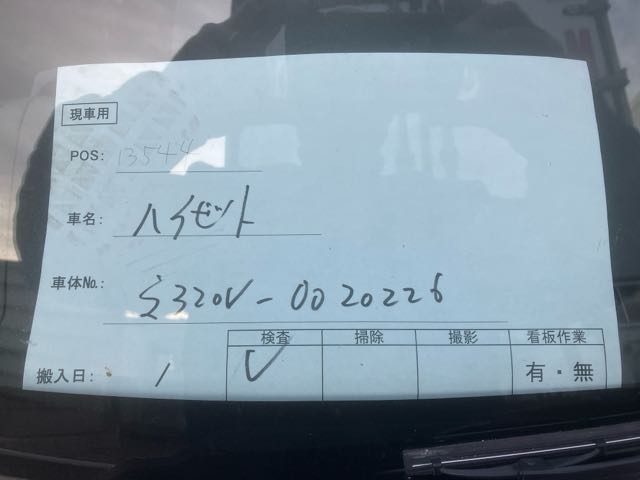 現車用
POS: 13544
車名: ハイゼット
車体No.: S320V-0020226
検査 掃除 撮影 看板作業
搬入日: / V 有・無